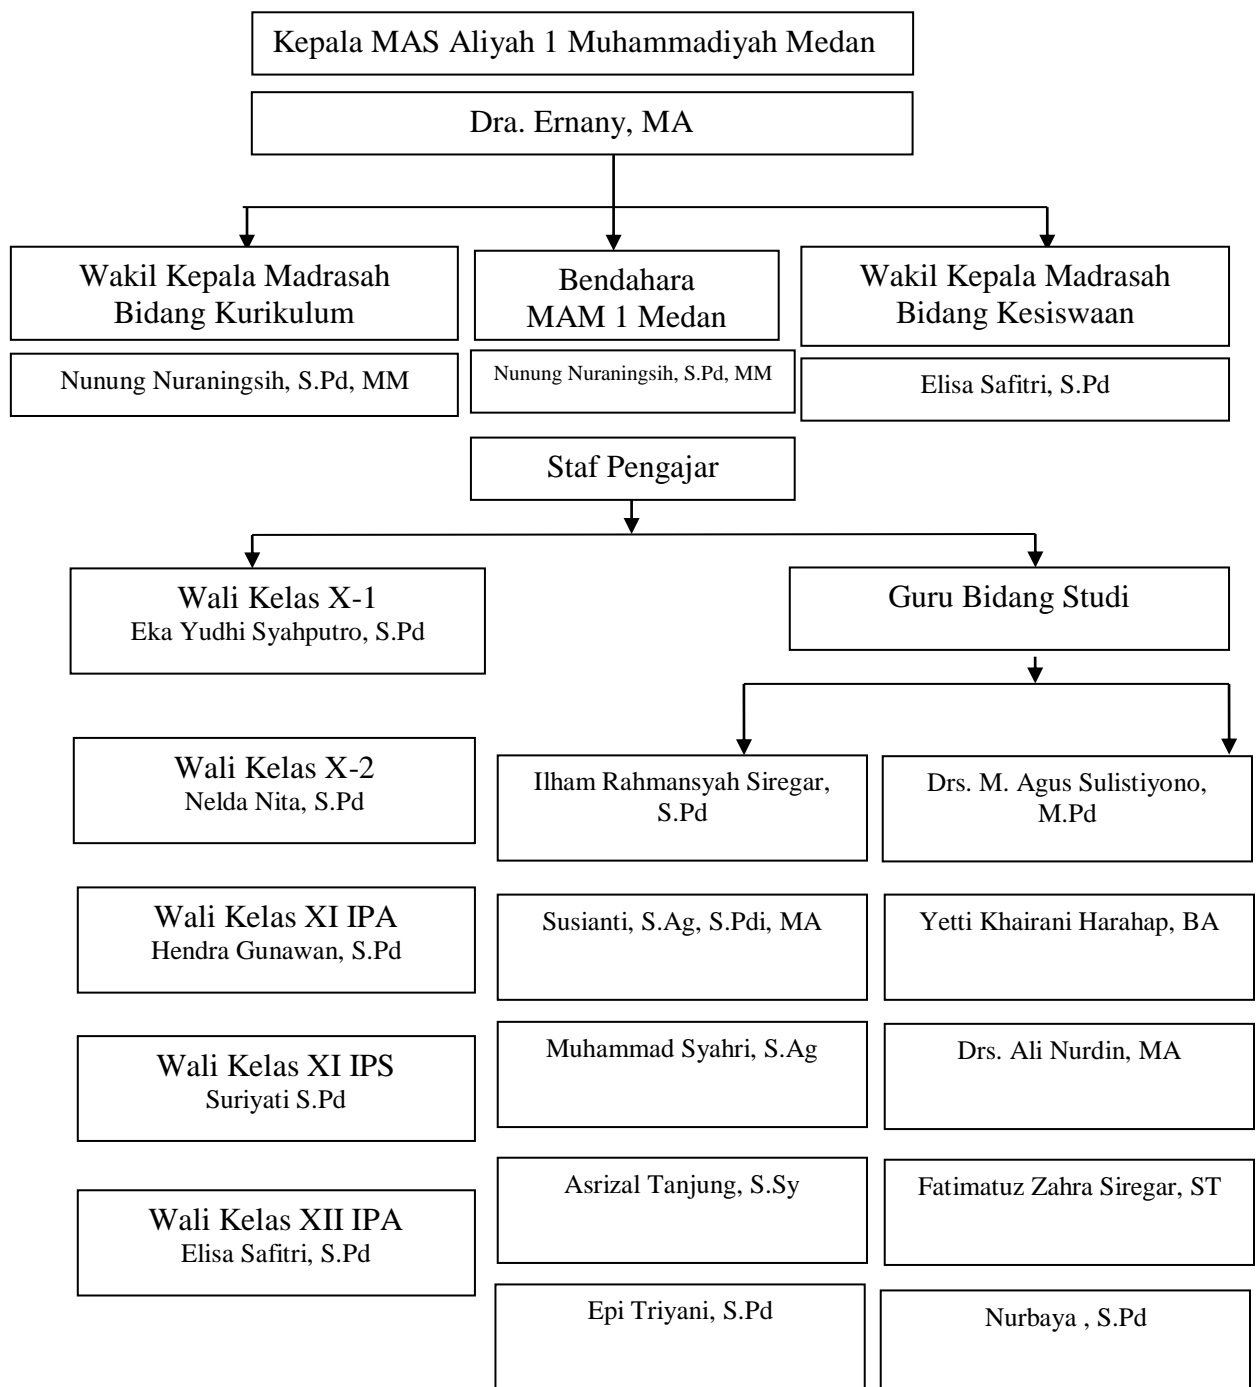 Kepala MAS Aliyah 1 Muhammadiyah Medan
Dra. Ernany, MA
Wakil Kepala Madrasah
Bidang Kurikulum
Bendahara
MAM 1 Medan
Wakil Kepala Madrasah
Bidang Kesiswaan
Nunung Nuraningsih, S.Pd, MM
Nunung Nuraningsih, S.Pd, MM
Elisa Safitri, S.Pd
Staf Pengajar
Wali Kelas X-1
Eka Yudhi Syahputro, S.Pd
Guru Bidang Studi
Wali Kelas X-2
Nelda Nita, S.Pd
Ilham Rahmansyah Siregar,
S.Pd
Drs. M. Agus Sulistiyono,
M.Pd
Wali Kelas XI IPA
Hendra Gunawan, S.Pd
Susianti, S.Ag, S.Pdi, MA
Yetti Khairani Harahap, BA
Wali Kelas XI IPS
Suriyati S.Pd
Muhammad Syahri, S.Ag
Drs. Ali Nurdin, MA
Wali Kelas XII IPA
Elisa Safitri, S.Pd
Asrizal Tanjung, S.Sy
Fatimatuz Zahra Siregar, ST
Epi Triyani, S.Pd
Nurbaya , S.Pd